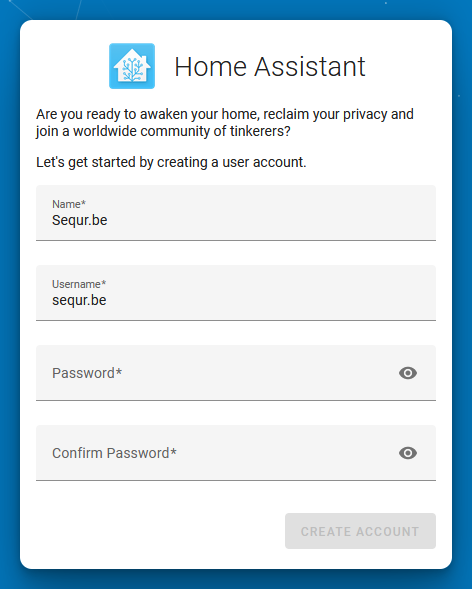 Home Assistant
Are you ready to awaken your home, reclaim your privacy and
join a worldwide community of tinkerers?
Let's get started by creating a user account.
Name*
Sequr.be
Username*
sequr.be
Password*
Confirm Password*
CREATE ACCOUNT